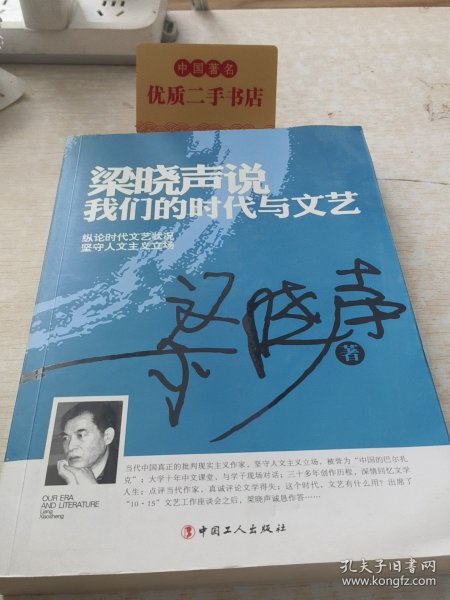 中国著名
优质二手书店
梁晓声说
我们的时代与文艺
纵论时代文艺状况
坚守人文主义立场
梁晓声
著
OUR ERA
AND LITERATURE
Liang
Xiaosheng
当代中国真正的批判现实主义作家，坚守人文主义立场，被誉为“中国的巴尔扎
克”；大学十年中文课堂，与学子现场对话；三十多年创作历程，深情回忆文学
人生；点评当代作家，真诚评论文学得失；这个时代，文艺有什么用？出席了
“10·15”文艺工作座谈会之后，梁晓声诚恳作答……
中国工人出版社
孔夫子旧书网
www.kongfz.com